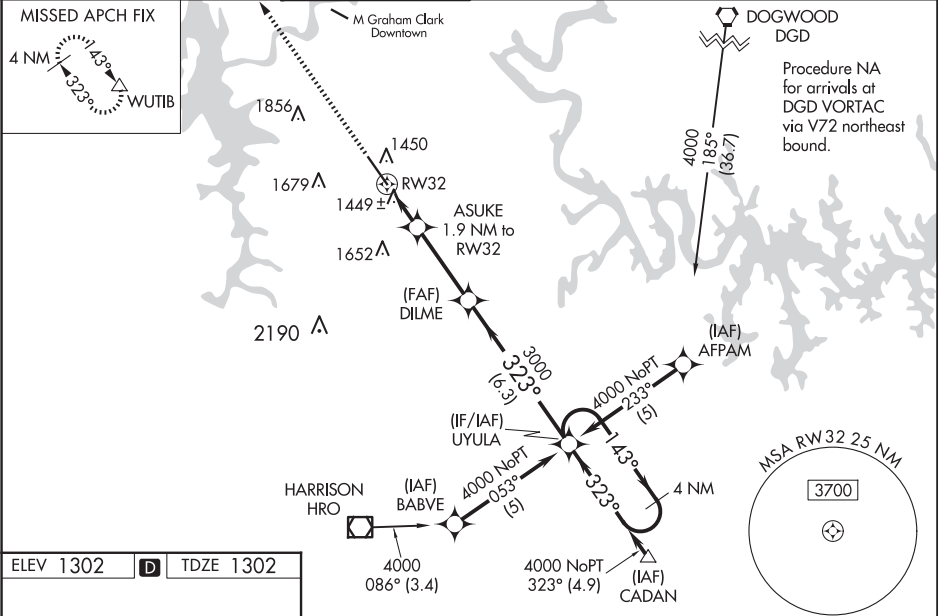 MISSED APCH FIX
4 NM
143°
323°
WUTIB
M Graham Clark
Downtown
DOGWOOD
DGD
Procedure NA
for arrivals at
DGD VORTAC
via V72 northeast
bound.
4000
185°
(36.7)
1856
1450
1679
RW32
1449 ±
ASUKE
1.9 NM to
RW32
1652
(FAF)
DILME
2190
3000
323°
(6.3)
(IAF)
AFPAM
4000 NoPT
233°
(5)
(IF/IAF)
UYULA
143°
323°
4 NM
4000 NoPT
053°
(5)
HARRISON
HRO
(IAF)
BABVE
4000
086° (3.4)
4000 NoPT
323° (4.9)
(IAF)
CADAN
MSA RW32 25 NM
3700
ELEV 1302 D TDZE 1302